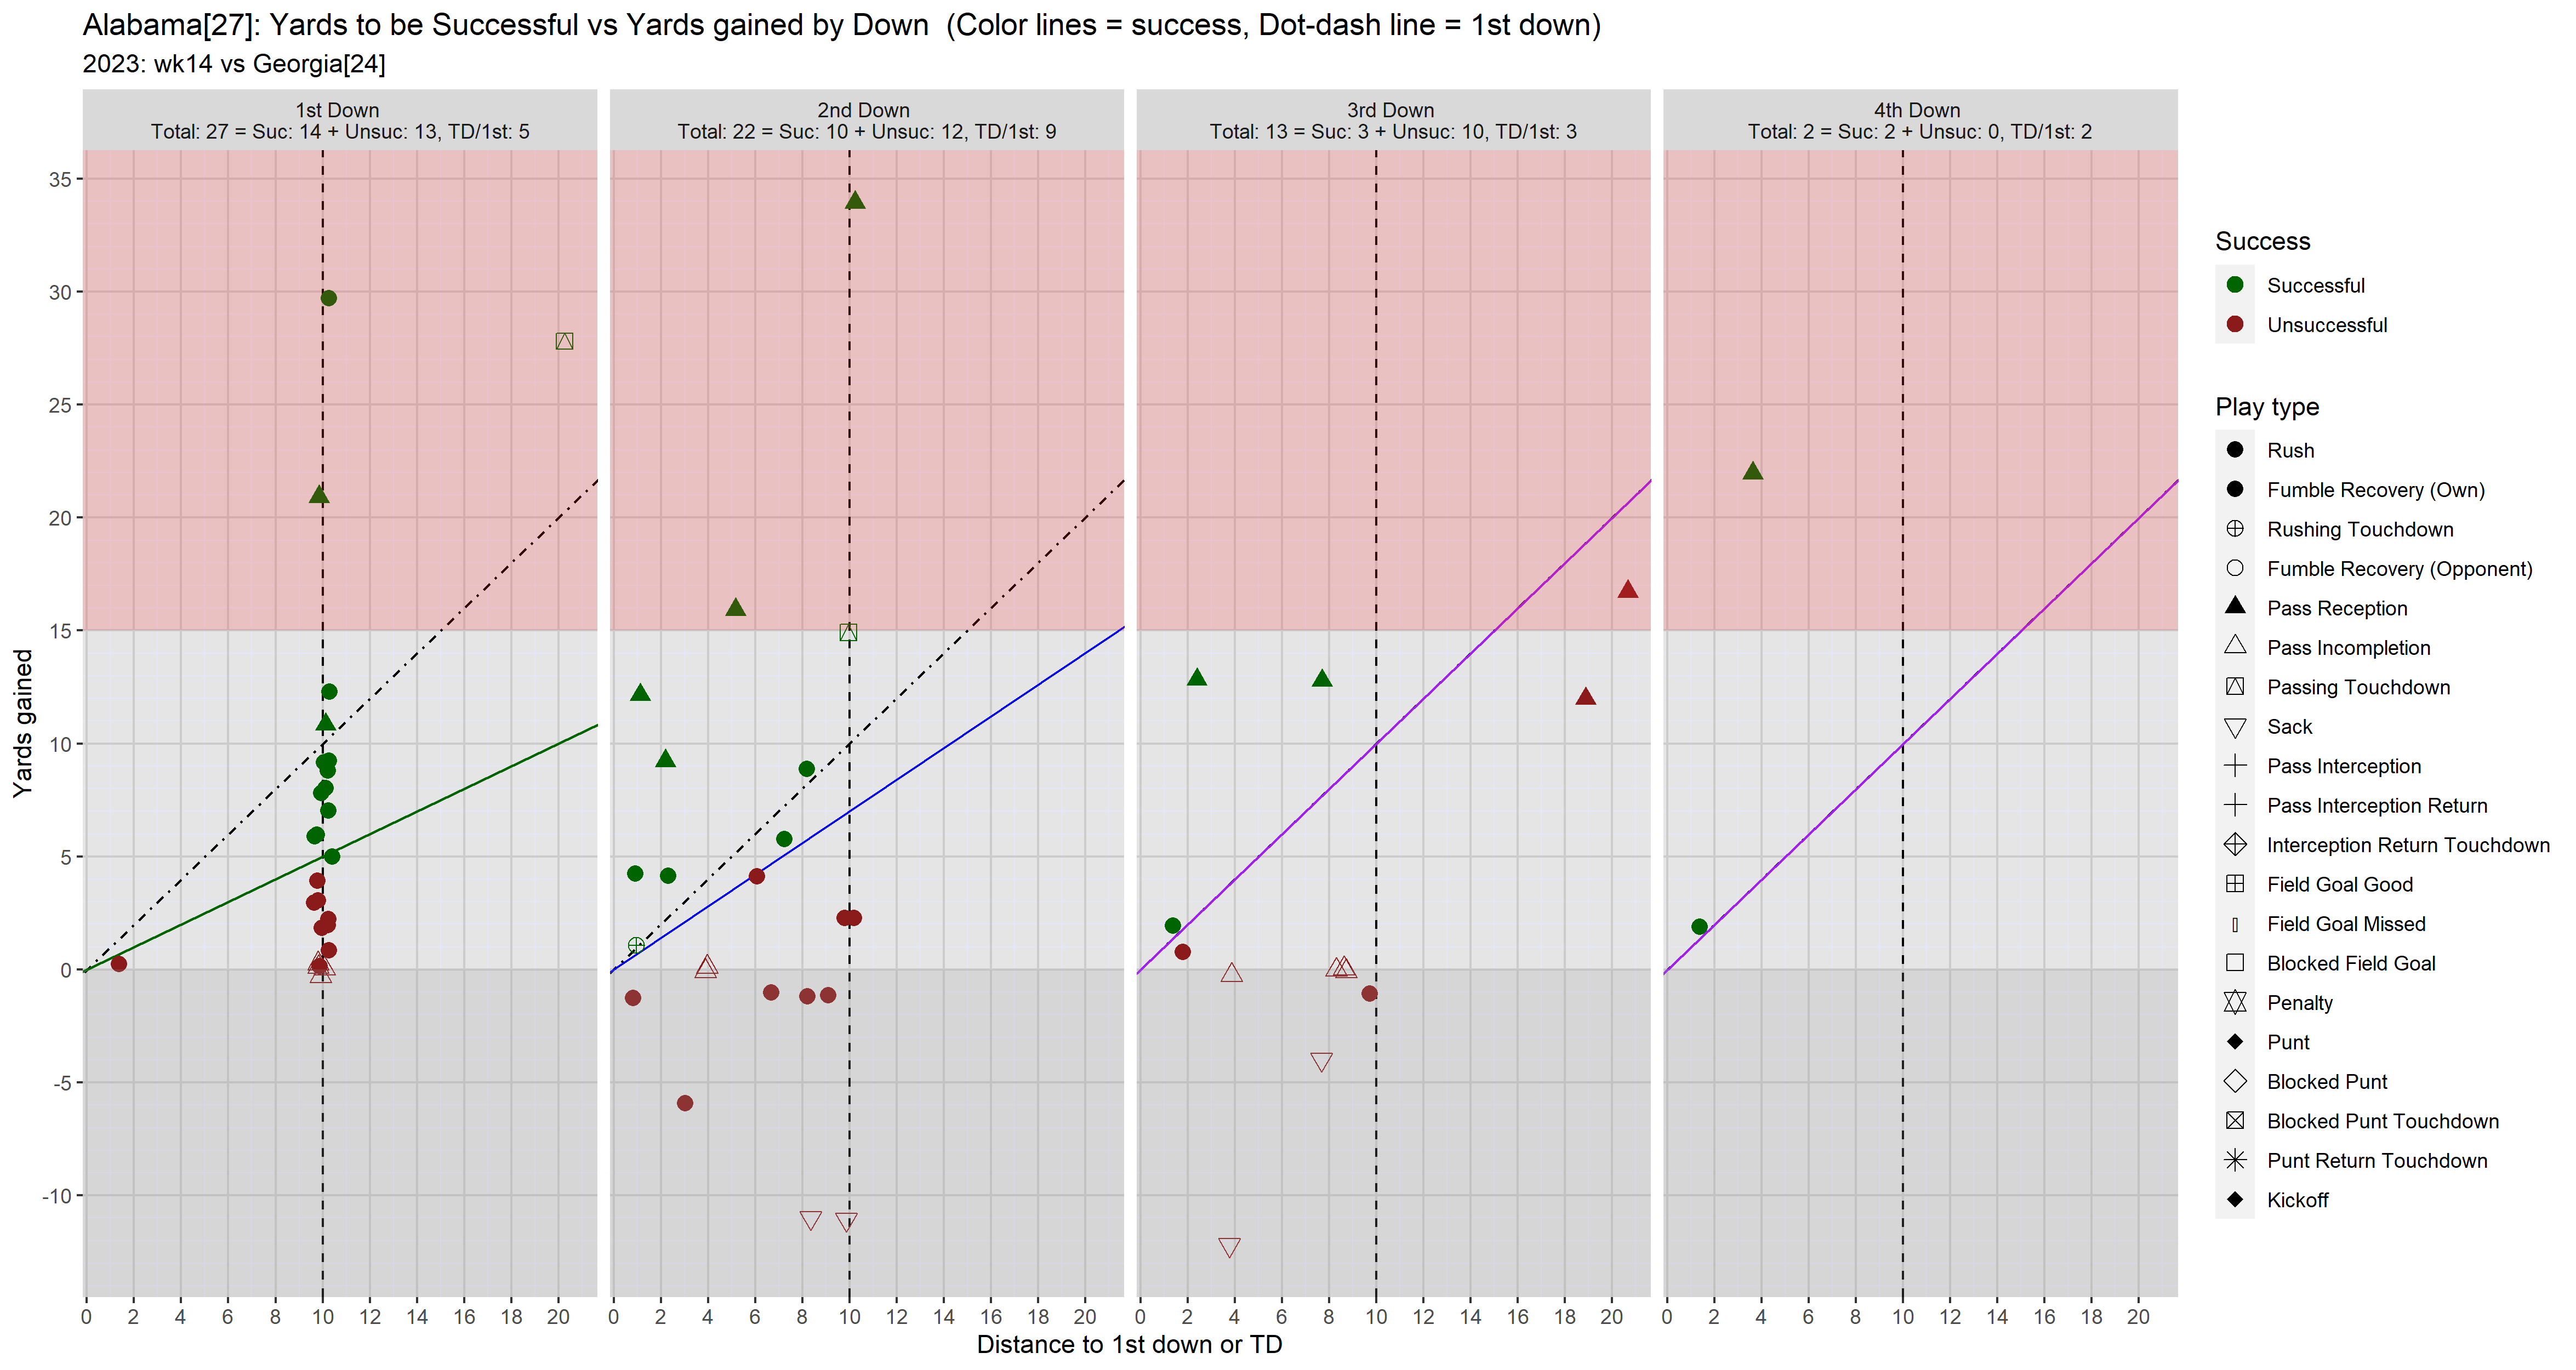 Alabama[27]: Yards to be Successful vs Yards gained by Down  (Color lines = success, Dot-dash line = 1st down)
2023: wk14 vs Georgia[24]
1st Down
Total: 27 = Suc: 14 + Unsuc: 13, TD/1st: 5
2nd Down
Total: 22 = Suc: 10 + Unsuc: 12, TD/1st: 9
3rd Down
Total: 13 = Suc: 3 + Unsuc: 10, TD/1st: 3
4th Down
Total: 2 = Suc: 2 + Unsuc: 0, TD/1st: 2
35
30
25
20
15
10
5
0
-5
-10
Yards gained
0 2 4 6 8 10 12 14 16 18 20
0 2 4 6 8 10 12 14 16 18 20
0 2 4 6 8 10 12 14 16 18 20
0 2 4 6 8 10 12 14 16 18 20
Distance to 1st down or TD
Success
Successful
Unsuccessful
Play type
Rush
Fumble Recovery (Own)
Rushing Touchdown
Fumble Recovery (Opponent)
Pass Reception
Pass Incompletion
Passing Touchdown
Sack
Pass Interception
Pass Interception Return
Interception Return Touchdown
Field Goal Good
Field Goal Missed
Blocked Field Goal
Penalty
Punt
Blocked Punt
Blocked Punt Touchdown
Punt Return Touchdown
Kickoff